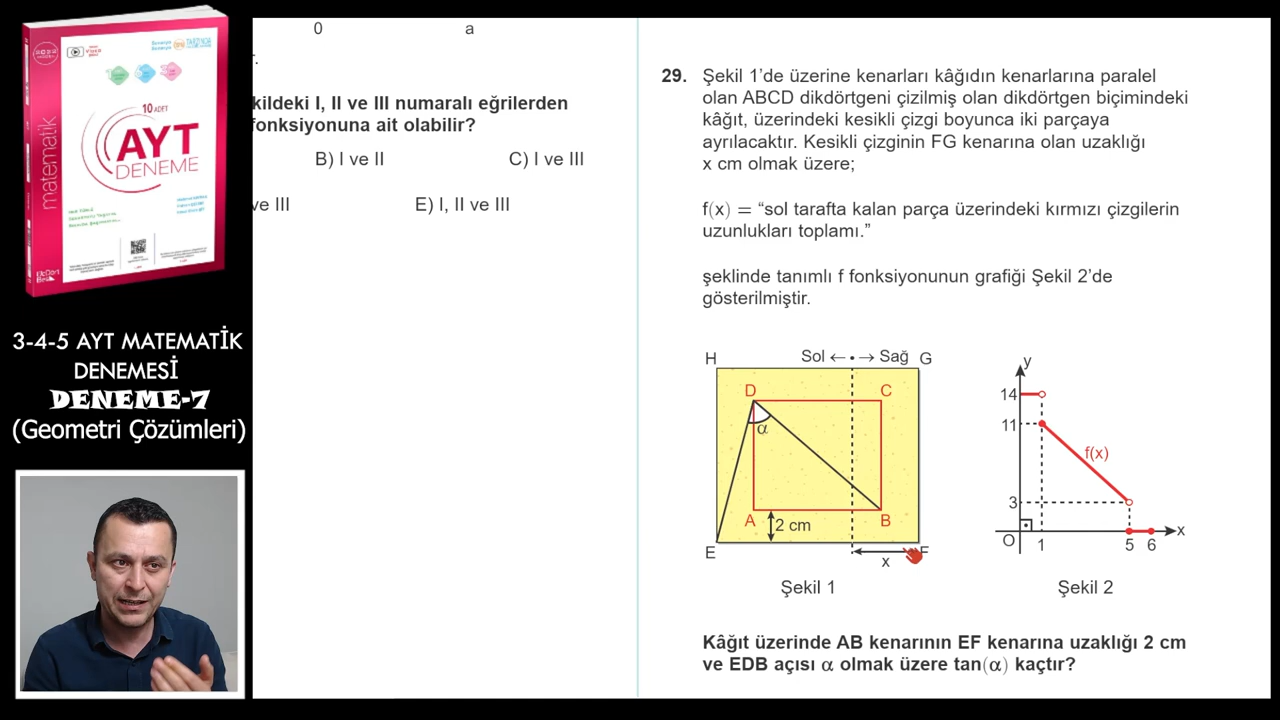 matematik
10 ADET
AYT
DENEME
3-4-5 AYT MATEMATİK
DENEMESİ
DENEME-7
(Geometri Çözümleri)
0 a
kildeki I, II ve III numaralı eğrilerden
fonksiyonuna ait olabilir?
B) I ve II C) I ve III
ve III E) I, II ve III
29. Şekil 1’de üzerine kenarları kâğıdın kenarlarına paralel
olan ABCD dikdörtgeni çizilmiş olan dikdörtgen biçimindeki
kâğıt, üzerindeki kesikli çizgi boyunca iki parçaya
ayrılacaktır. Kesikli çizginin FG kenarına olan uzaklığı
x cm olmak üzere;
f(x) = “sol tarafta kalan parça üzerindeki kırmızı çizgilerin
uzunlukları toplamı.”
şeklinde tanımlı f fonksiyonunun grafiği Şekil 2’de
gösterilmiştir.
H Sol ← • → Sağ G
D C
α
A B
2 cm
E F
x
Şekil 1
y
14
11
f(x)
3
O 1 5 6 x
Şekil 2
Kâğıt üzerinde AB kenarının EF kenarına uzaklığı 2 cm
ve EDB açısı α olmak üzere tan(α) kaçtır?